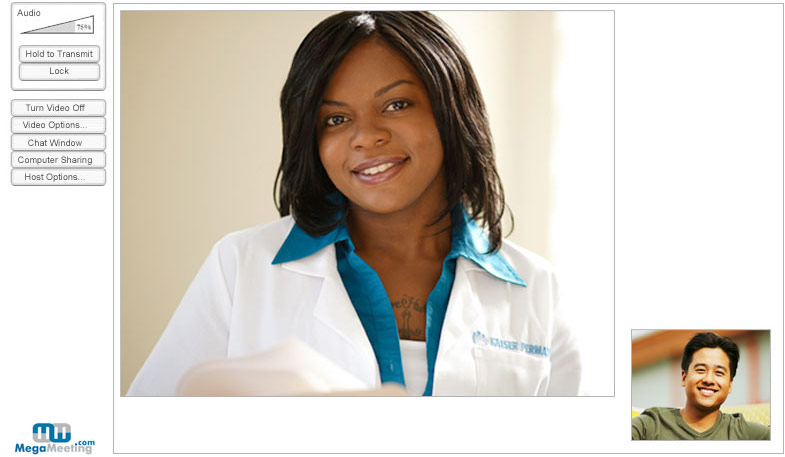 Audio
75%
Hold to Transmit
Lock
Turn Video Off
Video Options...
Chat Window
Computer Sharing
Host Options...
KAISER PERMA
MegaMeeting.com